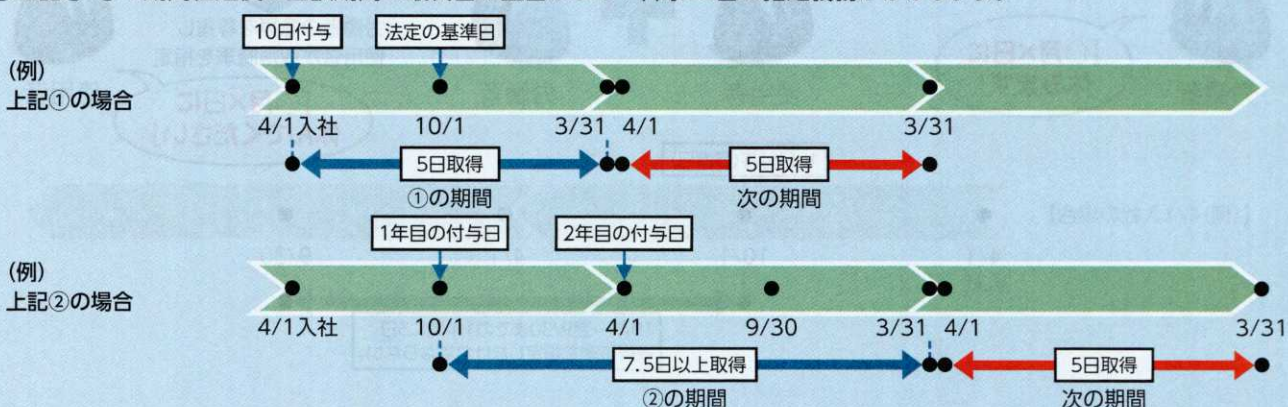 10日付与 法定の基準日
(例)
上記①の場合
4/1入社 10/1 3/31 4/1 3/31
5日取得 5日取得
①の期間 次の期間
1年目の付与日 2年目の付与日
(例)
上記②の場合
4/1入社 10/1 4/1 9/30 3/31 4/1 3/31
7.5日以上取得 5日取得
②の期間 次の期間